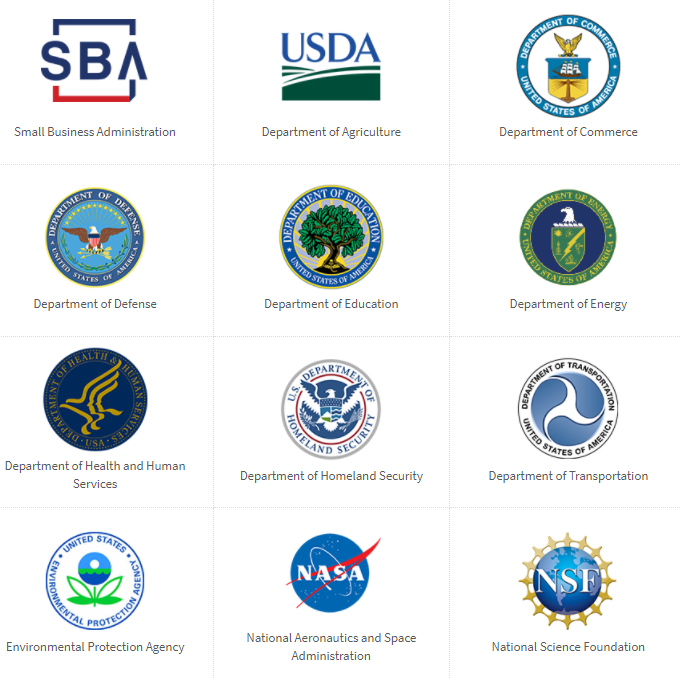 SBA
USDA
DEPARTMENT OF COMMERCE
UNITED STATES OF AMERICA
Small Business Administration
Department of Agriculture
Department of Commerce
DEPARTMENT OF DEFENSE
UNITED STATES OF AMERICA
DEPARTMENT OF EDUCATION
UNITED STATES OF AMERICA
DEPARTMENT OF ENERGY
UNITED STATES OF AMERICA
Department of Defense
Department of Education
Department of Energy
DEPARTMENT OF HEALTH & HUMAN SERVICES · USA
U.S. DEPARTMENT OF
HOMELAND SECURITY
DEPARTMENT OF TRANSPORTATION
UNITED STATES OF AMERICA
Department of Health and Human
Services
Department of Homeland Security
Department of Transportation
UNITED STATES
ENVIRONMENTAL PROTECTION AGENCY
NASA
NSF
Environmental Protection Agency
National Aeronautics and Space
Administration
National Science Foundation